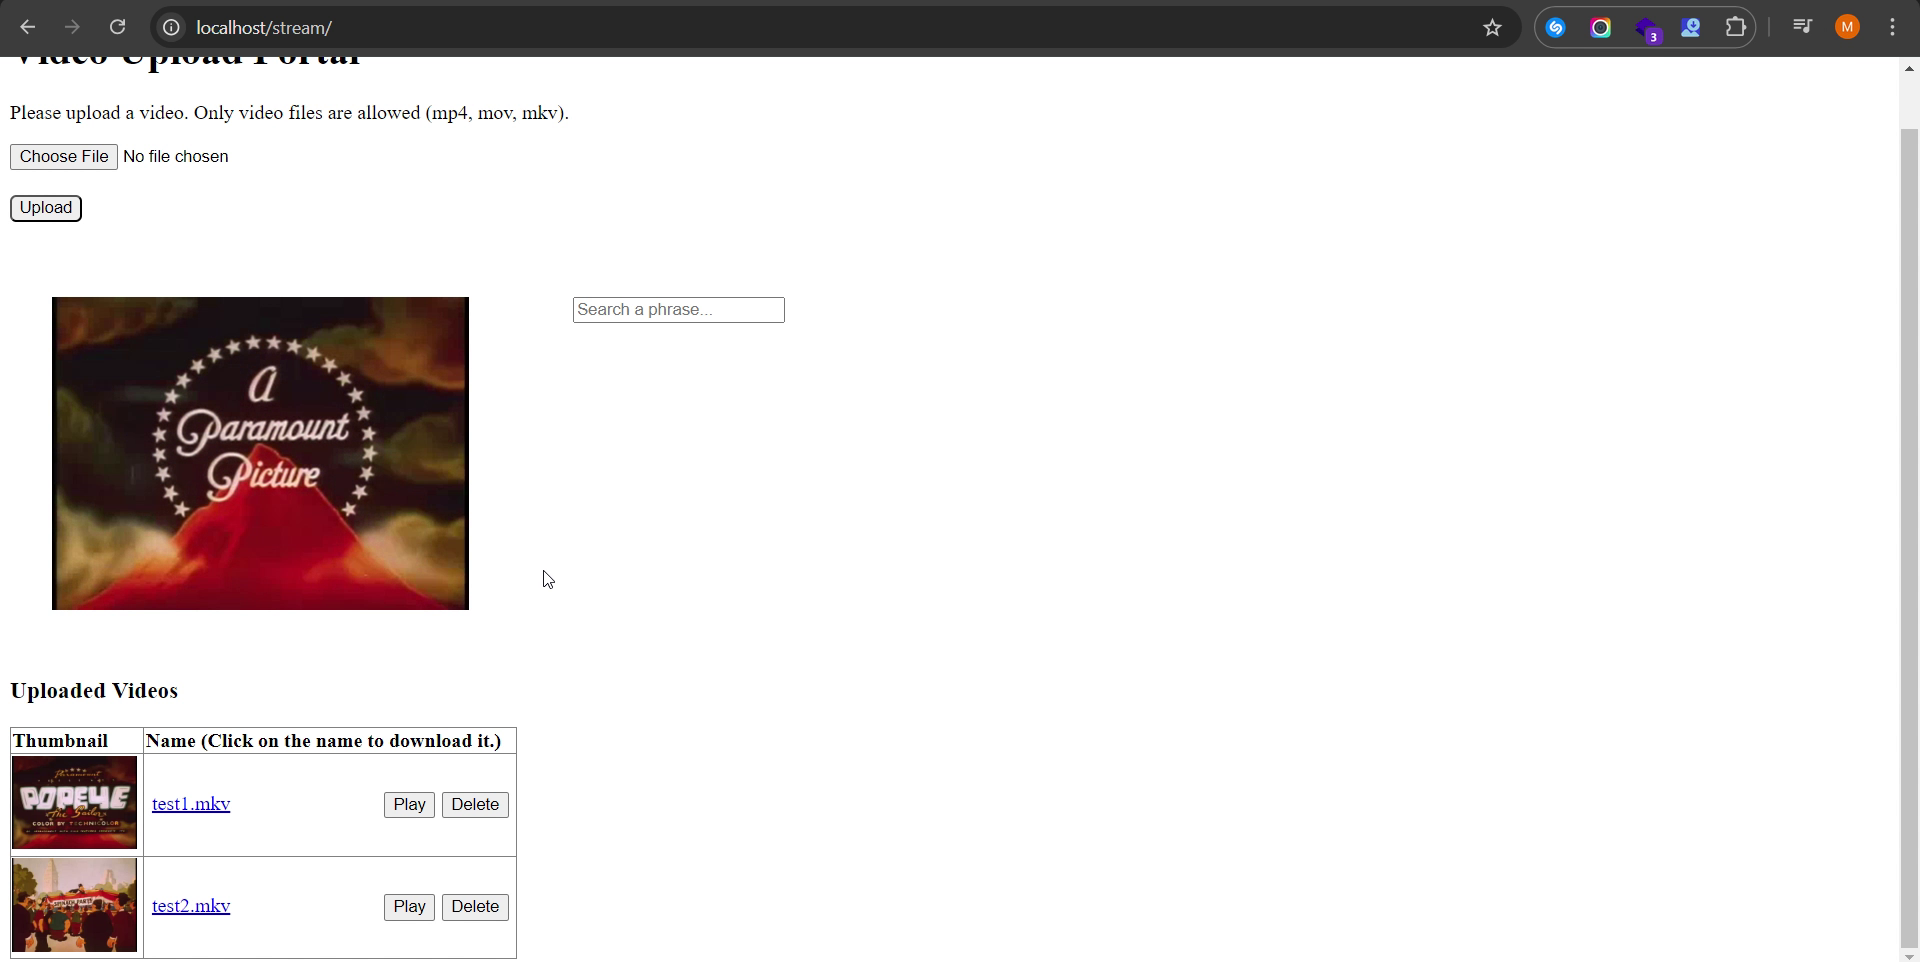 localhost/stream/
3
M
Video Upload Portal
Please upload a video. Only video files are allowed (mp4, mov, mkv).
Choose File No file chosen
Upload
Search a phrase...
A
Paramount
Picture
Uploaded Videos
Thumbnail Name (Click on the name to download it.)
Paramount
POPEYE
The Sailor
COLOR BY TECHNICOLOR
test1.mkv Play Delete
test2.mkv Play Delete